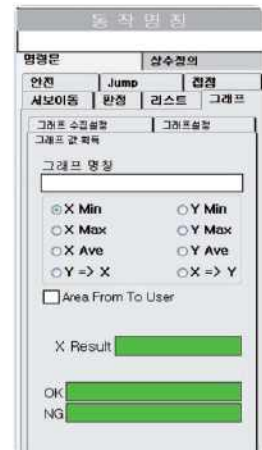 동작명칭
명령문 상수정의
안전 Jump 접점
서보이동 판정 리스트 그래프
그래프 수집설정 그래프설정
그래프 값 획득
그래프 명칭
X Min Y Min
X Max Y Max
X Ave Y Ave
Y => X X => Y
Area From To User
X Result
OK
NG